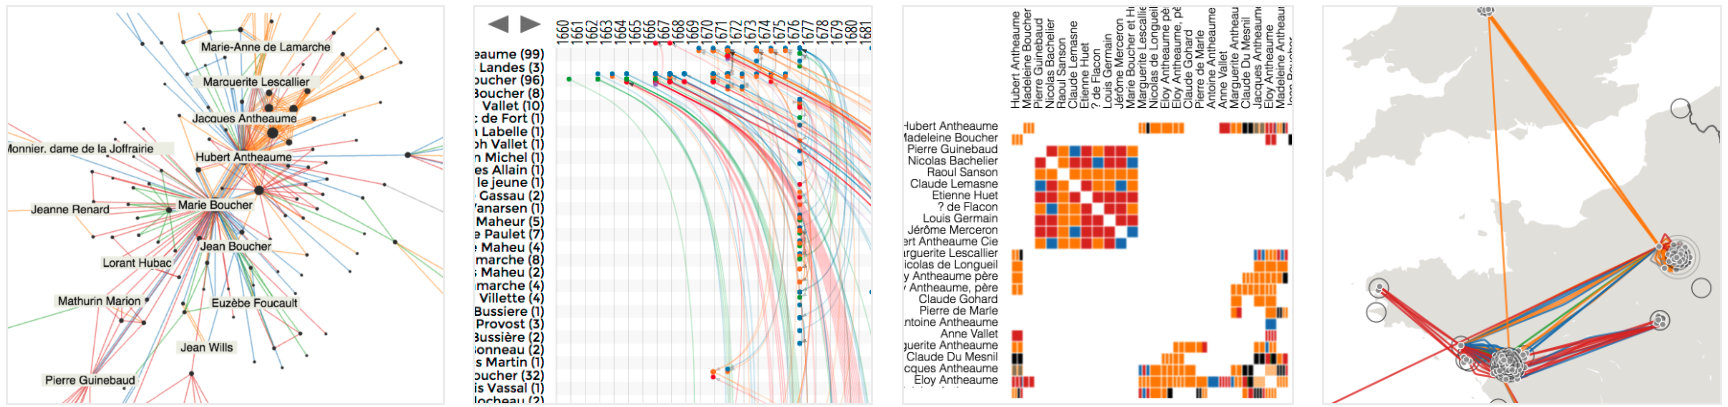 Marie-Anne de Lamarche
Marguerite Lescallier
Jacques Antheaume
Monnier. dame de la Joffrairie
Hubert Antheaume
Jeanne Renard
Marie Boucher
Jean Boucher
Lorant Hubac
Mathurin Marion
Euzèbe Foucault
Jean Wills
Pierre Guinebaud
1660
1661
1662
1663
1664
1665
1666
1667
1668
1669
1670
1671
1672
1673
1674
1675
1676
1677
1678
1679
1680
1681
eaume (99)
Landes (3)
oucher (96)
Boucher (8)
Vallet (10)
c de Fort (1)
n Labelle (1)
ph Vallet (1)
n Michel (1)
es Allain (1)
le jeune (1)
Gassau (2)
Vanarsen (1)
Maheur (5)
e Paulet (7)
e Maheu (4)
marche (8)
s Maheu (2)
amarche (4)
Villette (4)
Bussiere (1)
Provost (3)
Bussière (2)
Bonneau (2)
s Martin (1)
oucher (32)
is Vassal (1)
locheau (2)
Hubert Antheaume
Madeleine Boucher
Pierre Guinebaud
Nicolas Bachelier
Raoul Sanson
Claude Lemasne
Etienne Huet
? de Flacon
Louis Germain
Jérôme Merceron
Marie Boucher et H
Marguerite Lescallie
Nicolas de Longueil
Eloy Antheaume pè
Eloy Antheaume, pè
Claude Gohard
Pierre de Marle
Antoine Antheaume
Anne Vallet
Marguerite Antheau
Claude Du Mesnil
Jacques Antheaume
Eloy Antheaume
Madeleine Antheau
Hubert Antheaume
Madeleine Boucher
Pierre Guinebaud
Nicolas Bachelier
Raoul Sanson
Claude Lemasne
Etienne Huet
? de Flacon
Louis Germain
Jérôme Merceron
ert Antheaume Cie
arguerite Lescallier
icolas de Longueil
y Antheaume père
Antheaume, père
Claude Gohard
Pierre de Marle
ntoine Antheaume
Anne Vallet
guerite Antheaume
Claude Du Mesnil
cques Antheaume
Eloy Antheaume